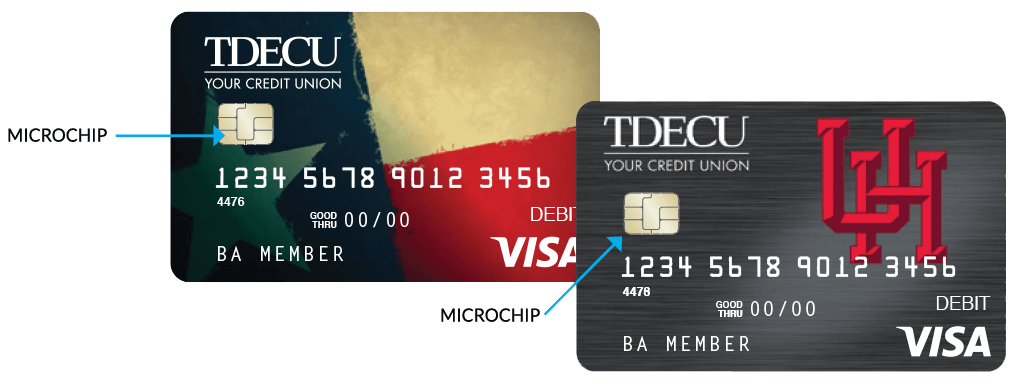 MICROCHIP
TDECU
YOUR CREDIT UNION
1234 5678 9012 3456
4476
GOOD
THRU 00/00
DEBIT
BA MEMBER
VISA
TDECU
YOUR CREDIT UNION
UH
MICROCHIP
1234 5678 9012 3456
4476
GOOD
THRU 00/00
DEBIT
BA MEMBER
VISA